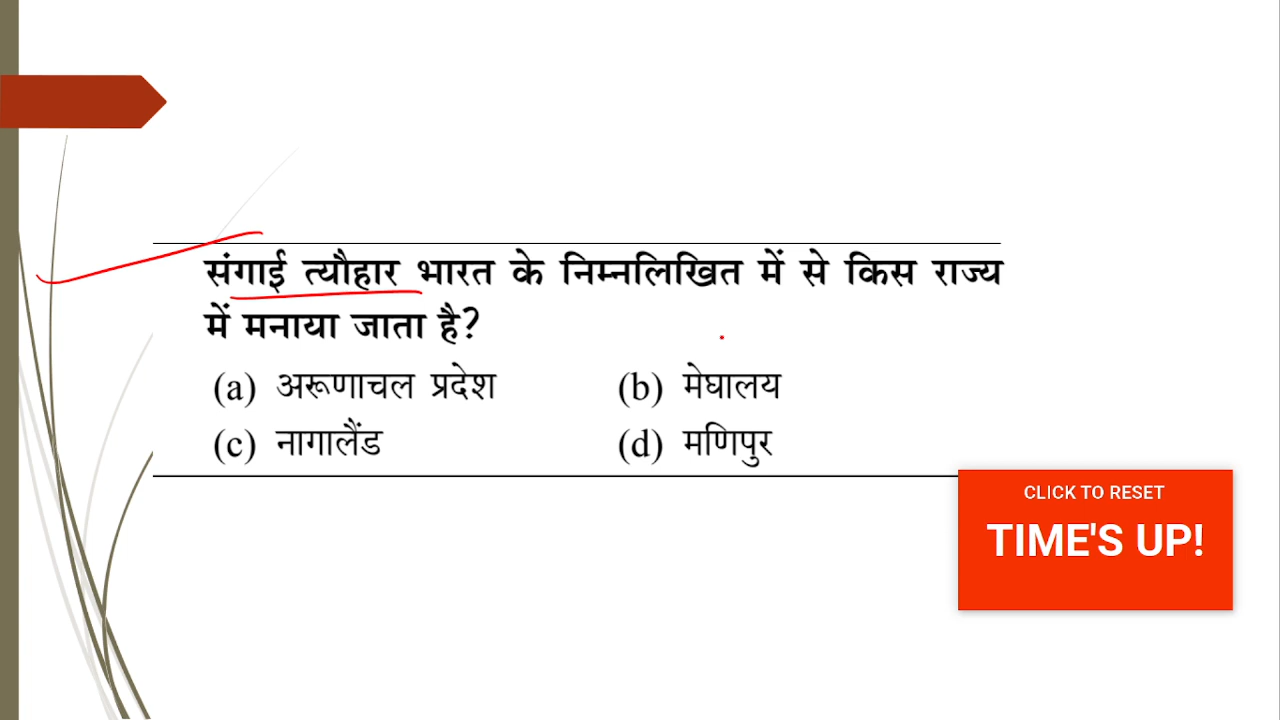 संगाई त्यौहार भारत के निम्नलिखित में से किस राज्य
में मनाया जाता है?
(a) अरूणाचल प्रदेश (b) मेघालय
(c) नागालैंड (d) मणिपुर
CLICK TO RESET
TIME'S UP!